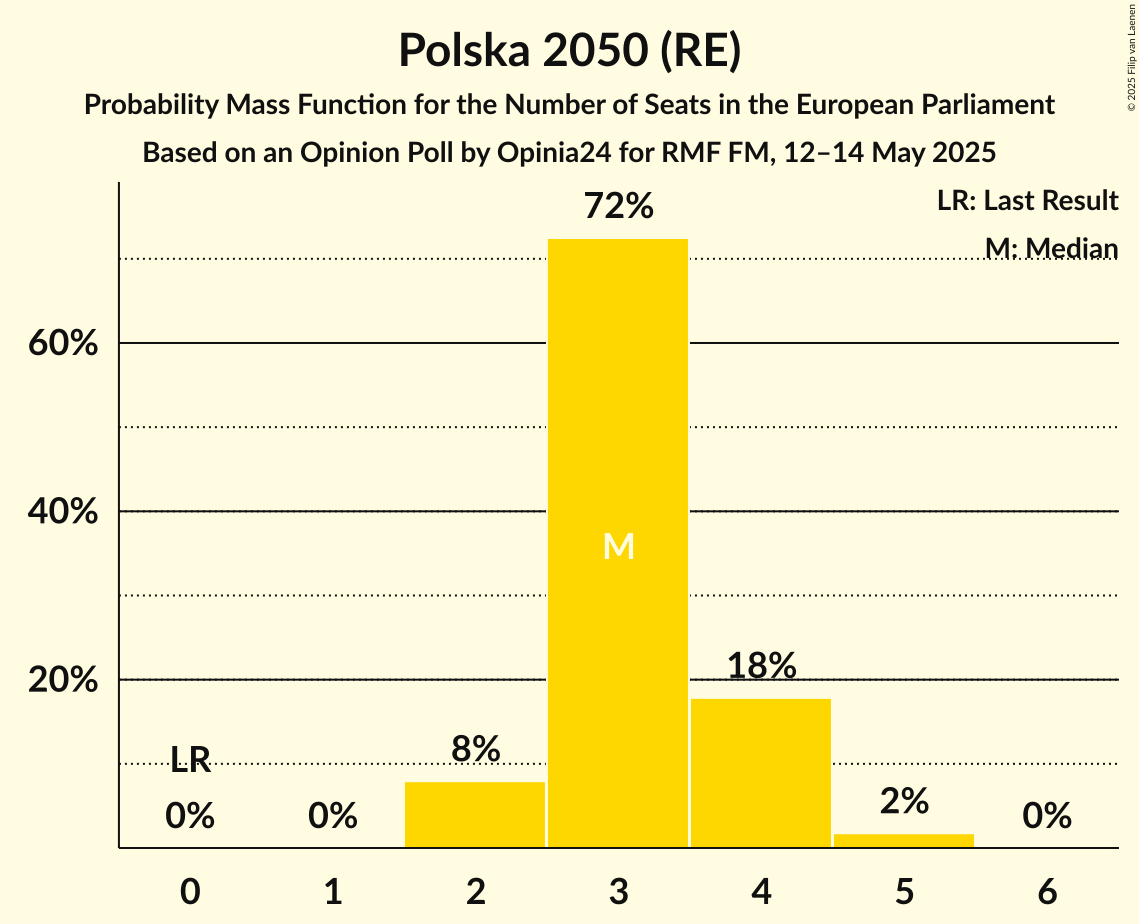 Polska 2050 (RE)
Probability Mass Function for the Number of Seats in the European Parliament
Based on an Opinion Poll by Opinia24 for RMF FM, 12–14 May 2025
© 2025 Filip van Laenen
LR: Last Result
M: Median
72%
60%
40%
M
20%
18%
LR
8%
0%
0%
2%
0%
0 1 2 3 4 5 6